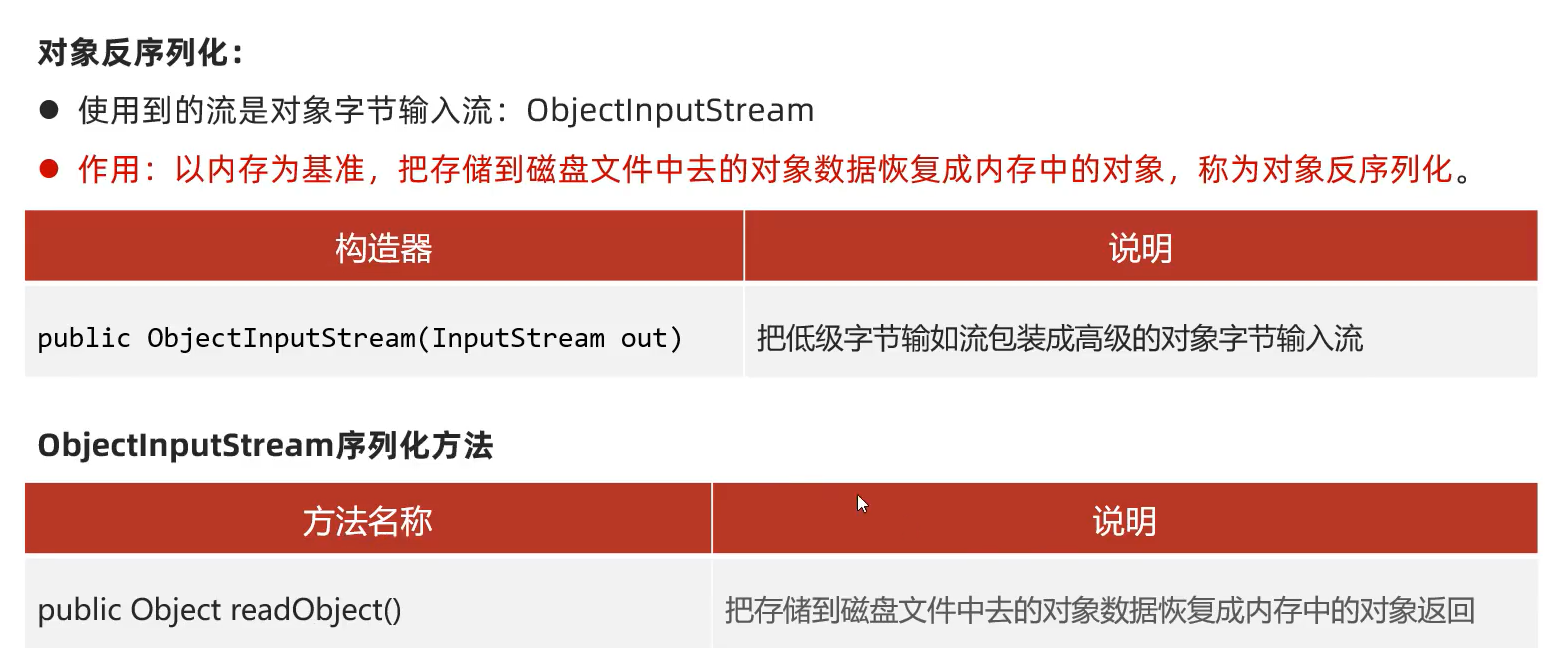 对象反序列化：
● 使用到的流是对象字节输入流：ObjectInputStream
● 作用：以内存为基准，把存储到磁盘文件中去的对象数据恢复成内存中的对象，称为对象反序列化。
构造器 说明
public ObjectInputStream(InputStream out) 把低级字节输如流包装成高级的对象字节输入流
ObjectInputStream序列化方法
方法名称 说明
public Object readObject() 把存储到磁盘文件中去的对象数据恢复成内存中的对象返回